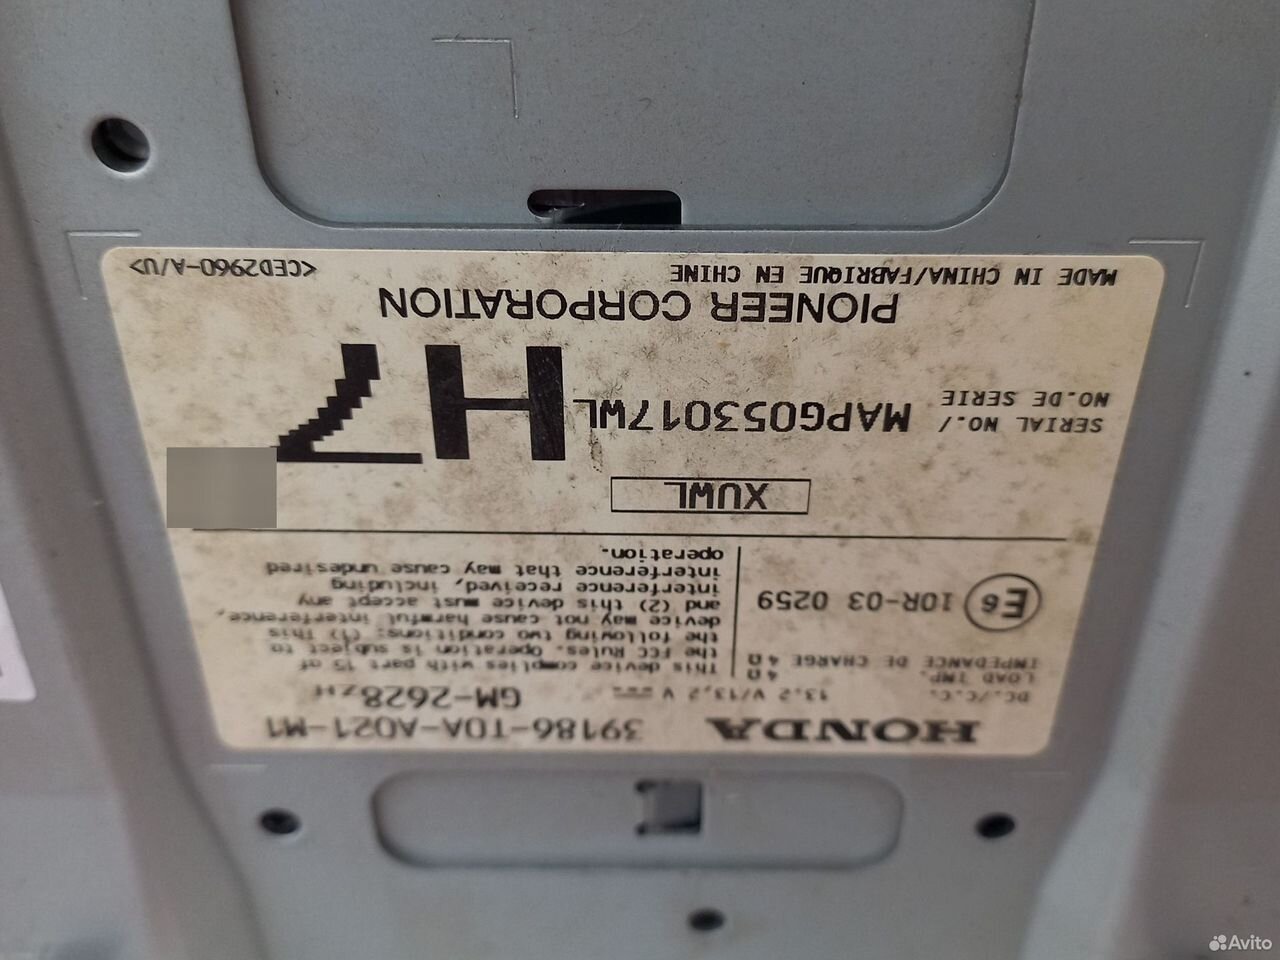 HONDA 39186-T0A-A021-M1
DC./C.C. 13,2 V/13,2 V GM-2628ZH
LOAD IMP. 4Ω
IMPEDANCE DE CHARGE 4Ω
E6 10R-03 0259
This device complies with part 15 of
the FCC Rules. Operation is subject to
the following two conditions: (1) This
device may not cause harmful interference,
and (2) this device must accept any
interference received, including
interference that may cause undesired
operation.
XUWL
SERIAL NO./
NO.DE SERIE
MAPG053017WL
H7
PIONEER CORPORATION
MADE IN CHINA/FABRIQUE EN CHINE
<CED2960-A/U>
Avito